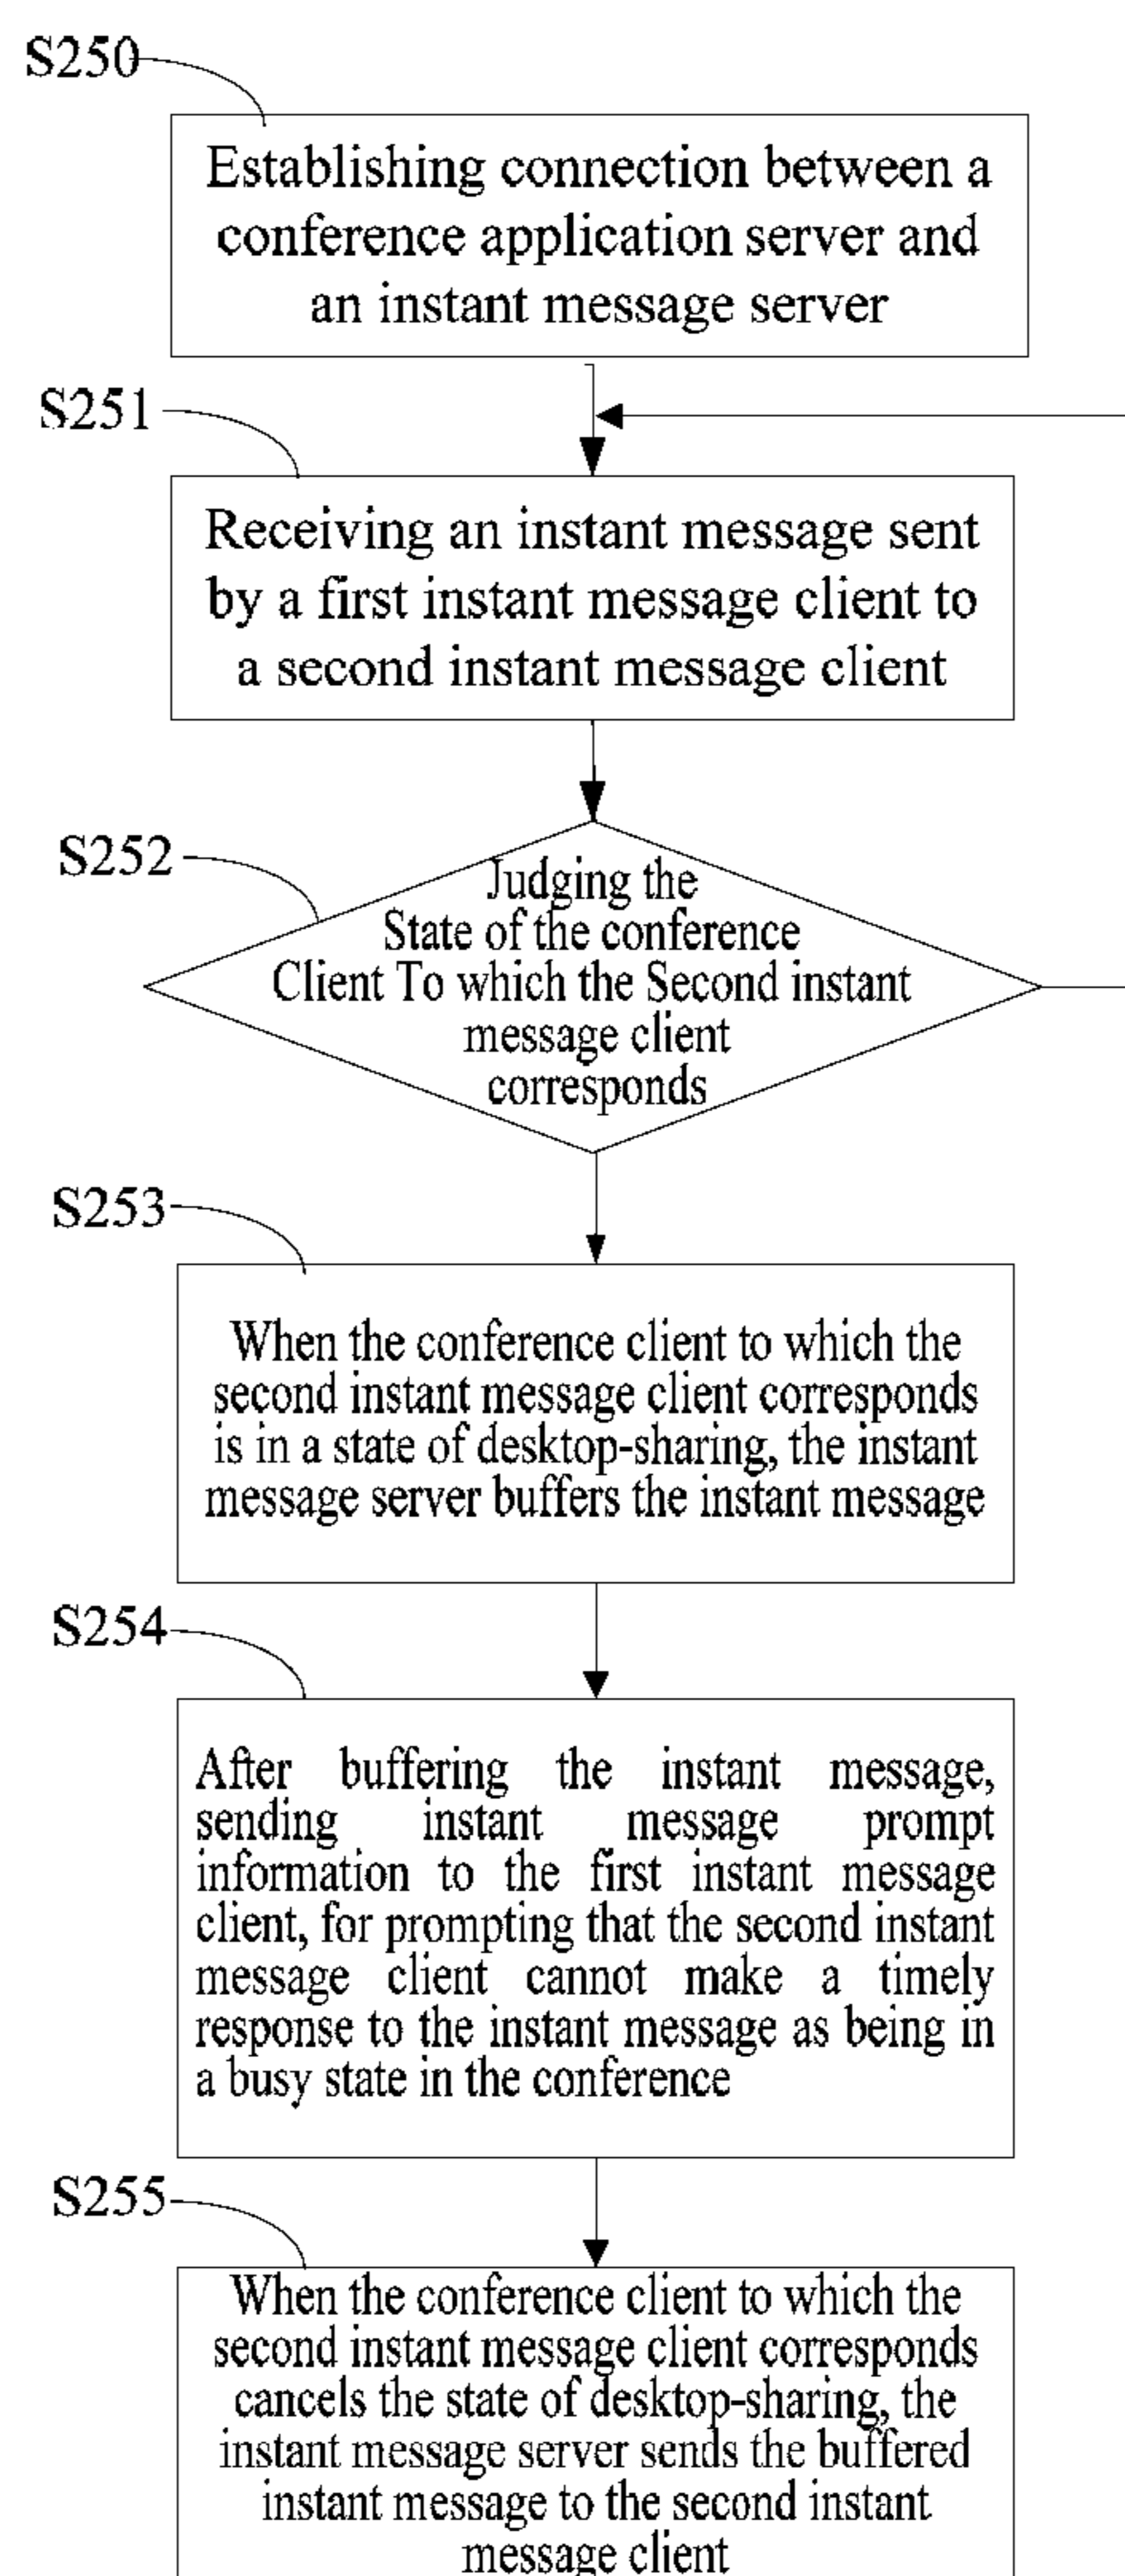 S250
Establishing connection between a
conference application server and
an instant message server
S251
Receiving an instant message sent
by a first instant message client to
a second instant message client
S252
Judging the
State of the conference
Client To which the Second instant
message client
corresponds
S253
When the conference client to which the
second instant message client corresponds
is in a state of desktop-sharing, the instant
message server buffers the instant message
S254
After buffering the instant message,
sending instant message prompt
information to the first instant message
client, for prompting that the second instant
message client cannot make a timely
response to the instant message as being in
a busy state in the conference
S255
When the conference client to which the
second instant message client corresponds
cancels the state of desktop-sharing, the
instant message server sends the buffered
instant message to the second instant
message client